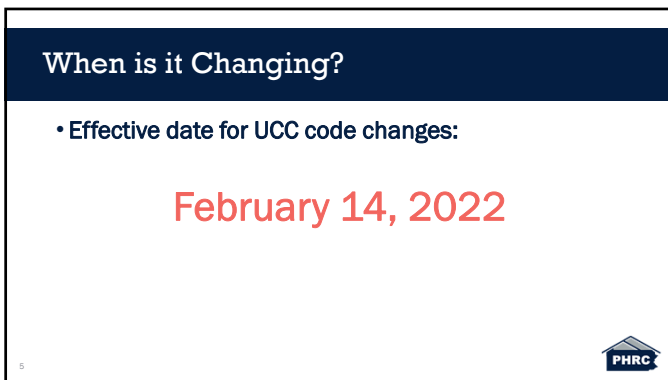 When is it Changing?
• Effective date for UCC code changes:
February 14, 2022
5
PHRC